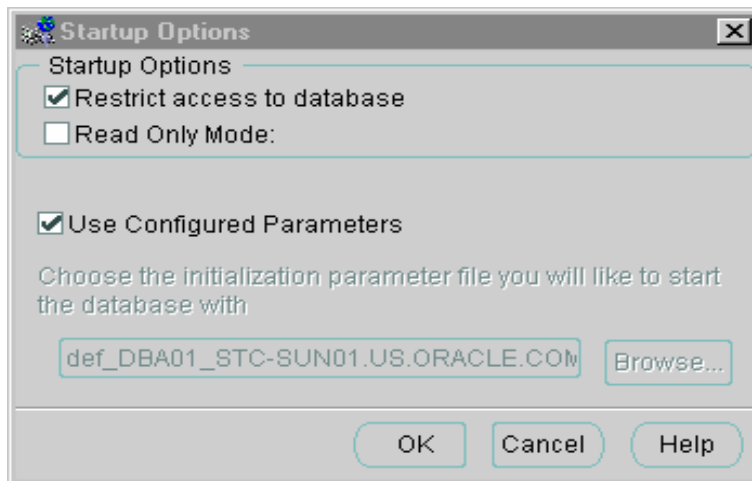 Startup Options
Startup Options
Restrict access to database
Read Only Mode:
Use Configured Parameters
Choose the initialization parameter file you will like to start
the database with
def_DBA01_STC-SUN01.US.ORACLE.COM
Browse...
OK
Cancel
Help